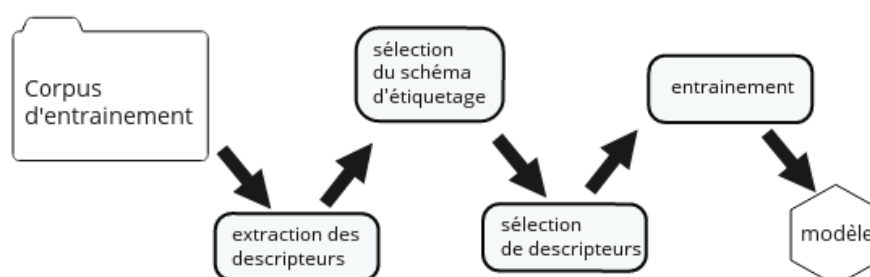 Corpus
d'entrainement
extraction des
descripteurs
sélection
du schéma
d'étiquetage
sélection
de descripteurs
entrainement
modèle